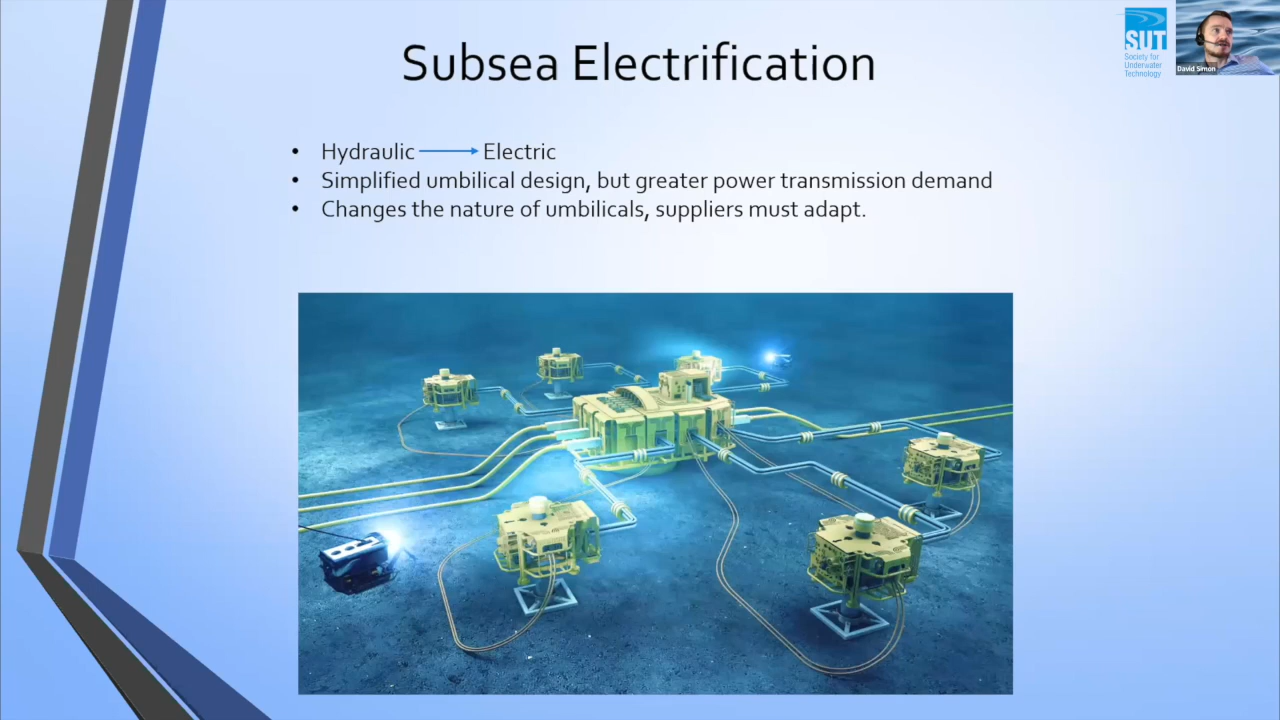 Subsea Electrification
SUT
Society for
Underwater
Technology
David Simon
• Hydraulic → Electric
• Simplified umbilical design, but greater power transmission demand
• Changes the nature of umbilicals, suppliers must adapt.